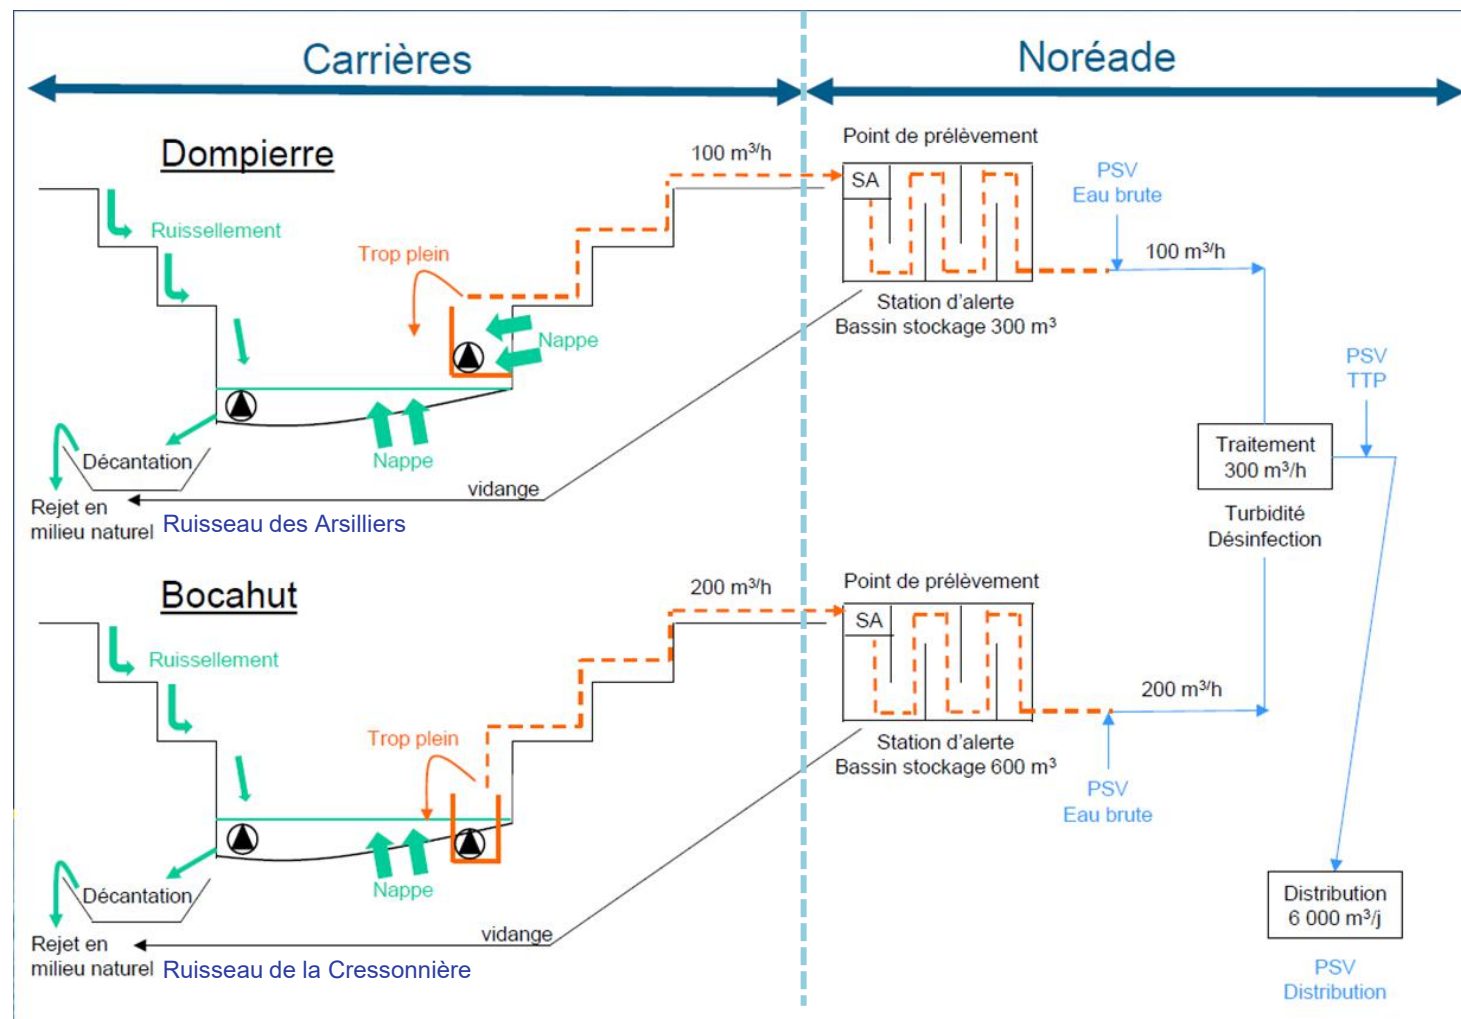 Carrières
Noréade
Dompierre
100 m³/h
Point de prélèvement
SA
PSV
Eau brute
Ruissellement
Trop plein
100 m³/h
Nappe
Station d'alerte
Bassin stockage 300 m³
PSV
TTP
Nappe
Décantation
vidange
Traitement
300 m³/h
Rejet en
milieu naturel
Ruisseau des Arsilliers
Turbidité
Désinfection
Bocahut
200 m³/h
Point de prélèvement
SA
Ruissellement
Trop plein
200 m³/h
Station d'alerte
Bassin stockage 600 m³
PSV
Eau brute
Nappe
Décantation
vidange
Distribution
6 000 m³/j
Rejet en
milieu naturel
Ruisseau de la Cressonnière
PSV
Distribution